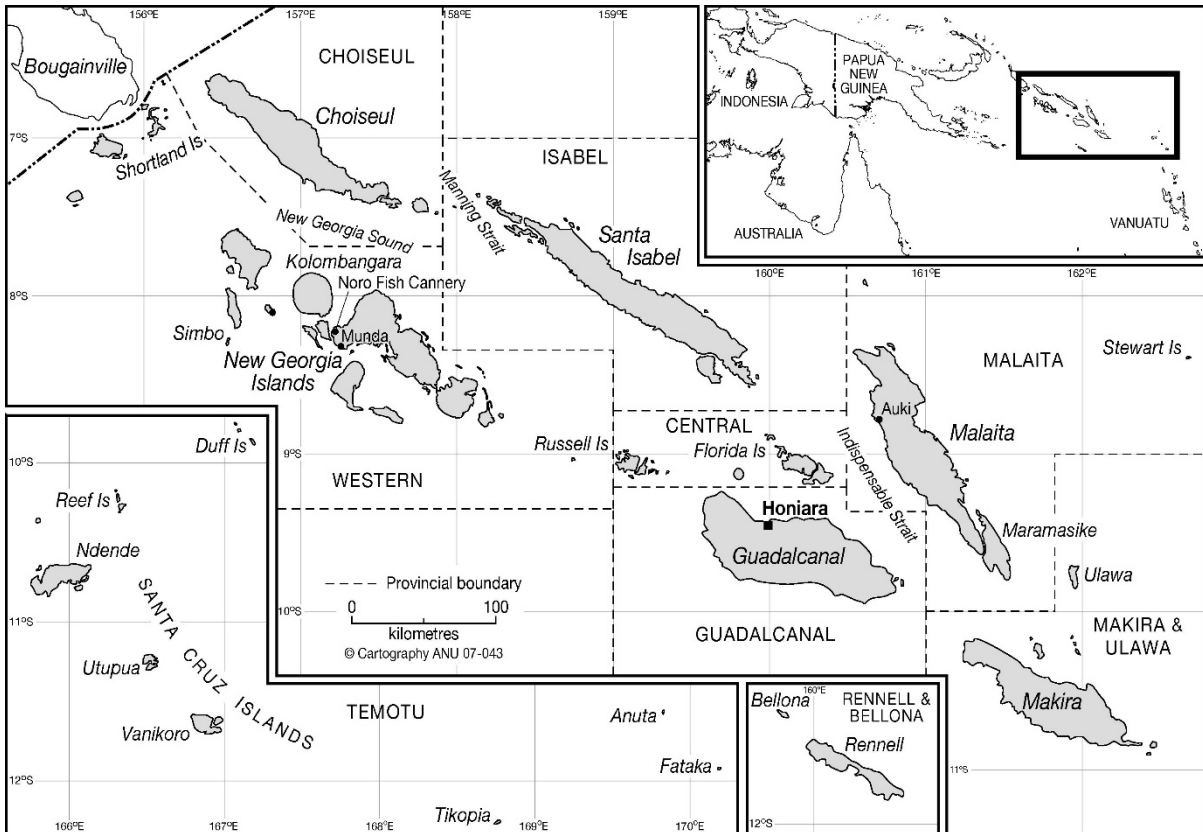 156°E
157°E
158°E
159°E
Bougainville
CHOISEUL
Choiseul
7°S
Shortland Is.
ISABEL
Manning Strait
New Georgia Sound
Santa
Isabel
Kolombangara
Noro Fish Cannery
8°S
Simbo
Munda
New Georgia
Islands
INDONESIA
PAPUA
NEW
GUINEA
AUSTRALIA
VANUATU
160°E
161°E
162°E
MALAITA
Stewart Is
Auki
Malaita
CENTRAL
Russell Is
Florida Is
Indispensable Strait
9°S
WESTERN
Honiara
Guadalcanal
Maramasike
Ulawa
Provincial boundary
0
100
kilometres
© Cartography ANU 07-043
10°S
GUADALCANAL
MAKIRA &
ULAWA
Makira
11°S
Duff Is
10°S
Reef Is
Ndende
SANTA CRUZ ISLANDS
11°S
Utupua
Vanikoro
TEMOTU
Anuta
Fataka
12°S
Tikopia
166°E
167°E
168°E
169°E
170°E
Bellona
160°E
RENNELL &
BELLONA
Rennell
12°S